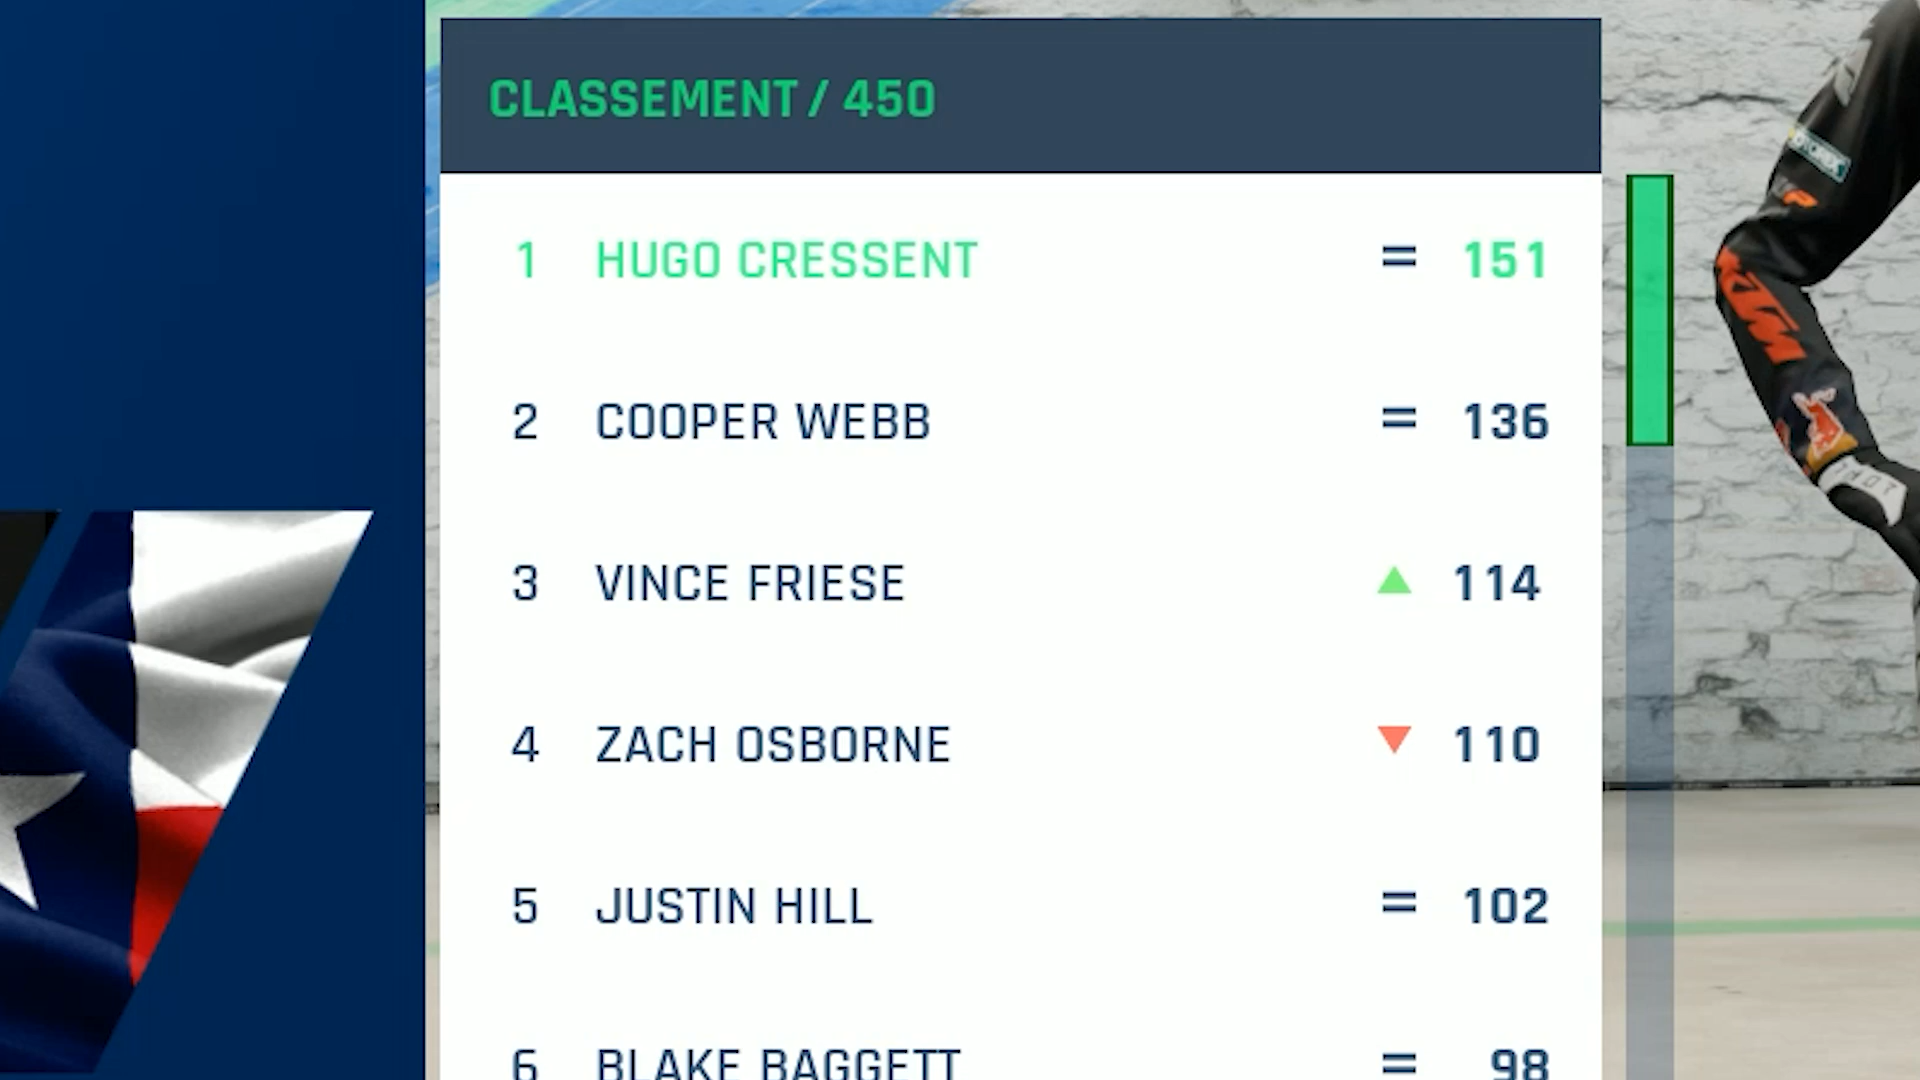 CLASSEMENT / 450
1 HUGO CRESSENT = 151
2 COOPER WEBB = 136
3 VINCE FRIESE ▲ 114
4 ZACH OSBORNE ▼ 110
5 JUSTIN HILL = 102
6 BLAKE BAGGETT = 98
KTM